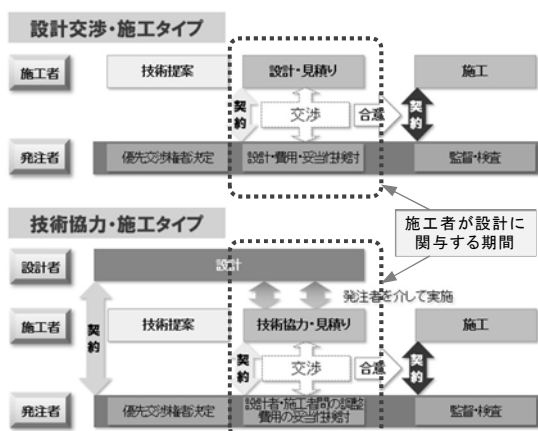 設計交渉・施工タイプ
施工者
技術提案
設計・見積り
施工
契約
交渉
合意
契約
発注者
優先交渉権者決定
設計・費用・妥当性検討
監督・検査
施工者が設計に
関与する期間
技術協力・施工タイプ
設計者
設計
発注者を介して実施
施工者
契約
技術提案
技術協力・見積り
施工
契約
交渉
合意
契約
発注者
優先交渉権者決定
設計者・施工者間の調整
費用の妥当性検討
監督・検査